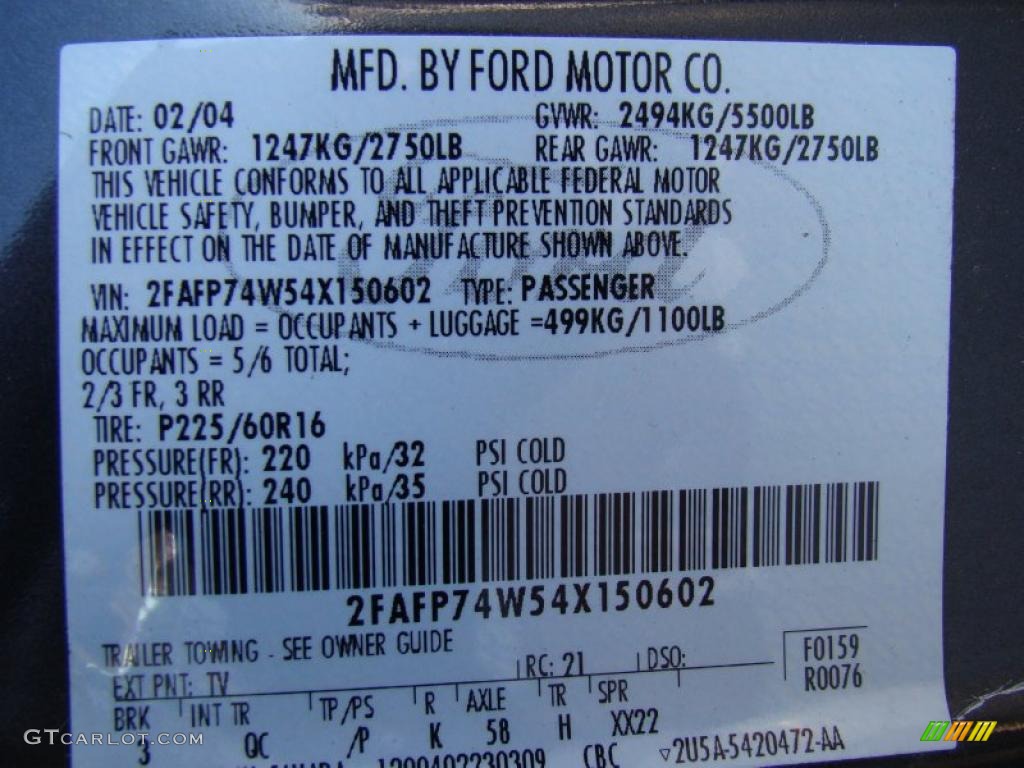 MFD. BY FORD MOTOR CO.
DATE: 02/04 GVWR: 2494KG/5500LB
FRONT GAWR: 1247KG/2750LB REAR GAWR: 1247KG/2750LB
THIS VEHICLE CONFORMS TO ALL APPLICABLE FEDERAL MOTOR
VEHICLE SAFETY, BUMPER, AND THEFT PREVENTION STANDARDS
IN EFFECT ON THE DATE OF MANUFACTURE SHOWN ABOVE.
VIN: 2FAFP74W54X150602 TYPE: PASSENGER
MAXIMUM LOAD = OCCUPANTS + LUGGAGE =499KG/1100LB
OCCUPANTS = 5/6 TOTAL;
2/3 FR, 3 RR
TIRE: P225/60R16
PRESSURE(FR): 220 kPa/32 PSI COLD
PRESSURE(RR): 240 kPa/35 PSI COLD
2FAFP74W54X150602
TRAILER TOWING - SEE OWNER GUIDE
F0159
EXT PNT: TV RC: 21 DSO:
R0076
BRK INT TR TP/PS R AXLE TR SPR
3 QC /P K 58 H XX22
1200402230309 CBC ▽2U5A-5420472-AA
GTCARLOT.COM